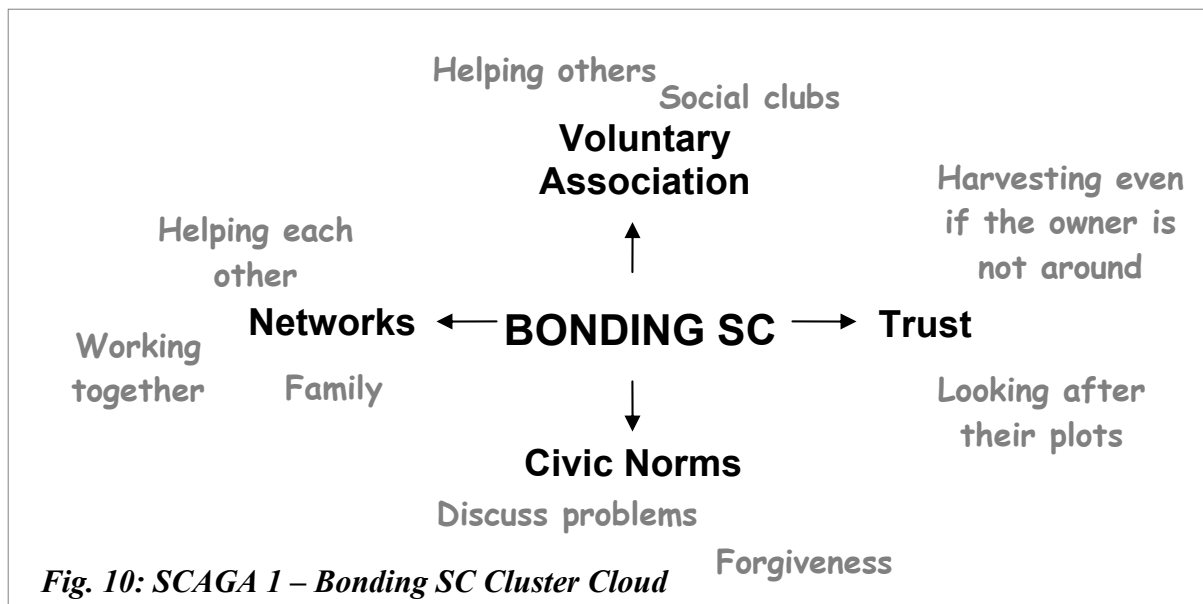 Helping others
Social clubs
Voluntary
Association
Harvesting even
if the owner is
not around
Helping each
other
Networks
BONDING SC
Trust
Working
together
Family
Looking after
their plots
Civic Norms
Discuss problems
Forgiveness
Fig. 10: SCAGA 1 – Bonding SC Cluster Cloud